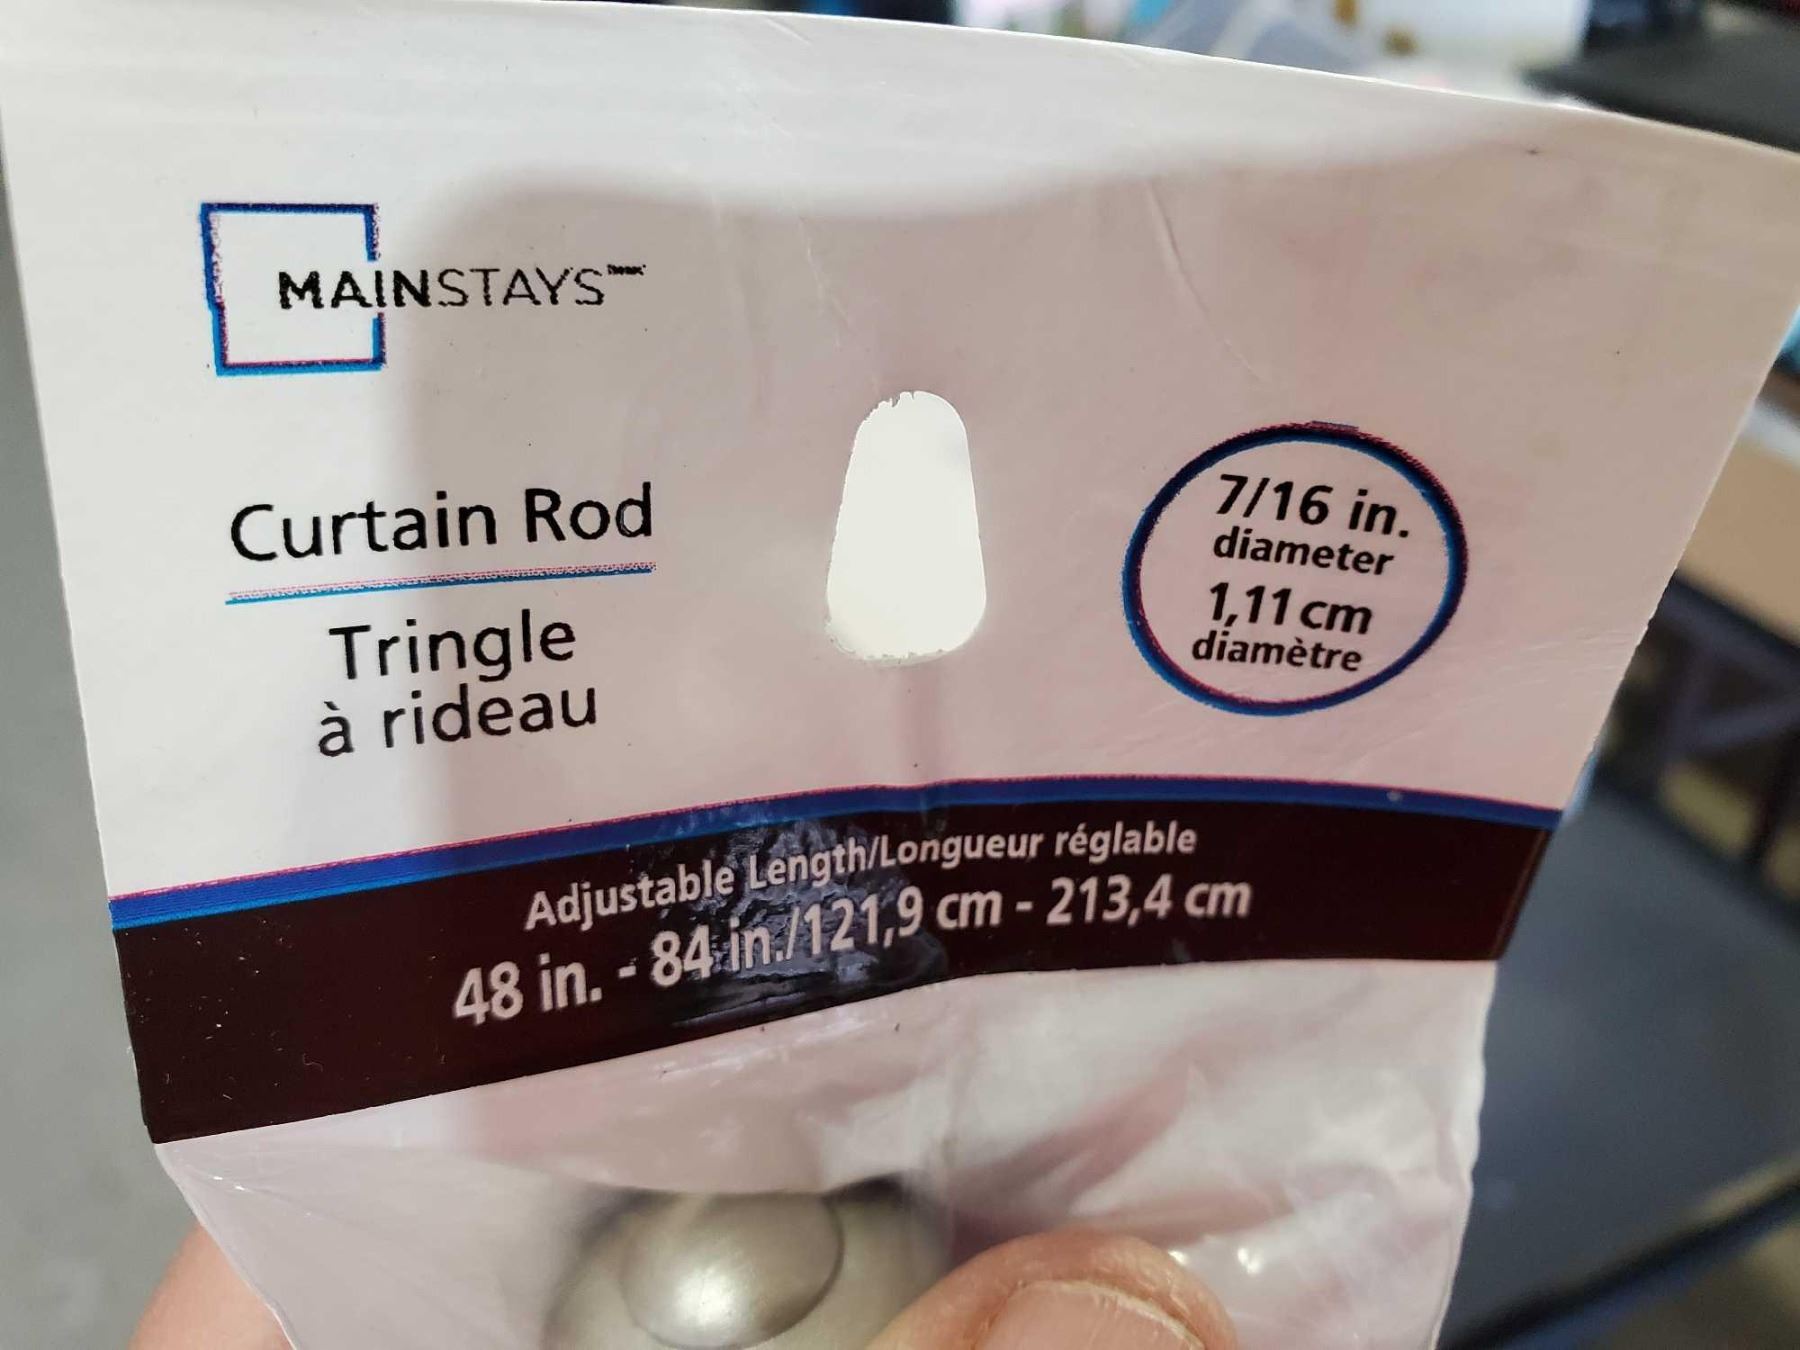 MAINSTAYS
Curtain Rod
Tringle
à rideau
7/16 in.
diameter
1,11 cm
diamètre
Adjustable Length/Longueur réglable
48 in. - 84 in./121,9 cm - 213,4 cm